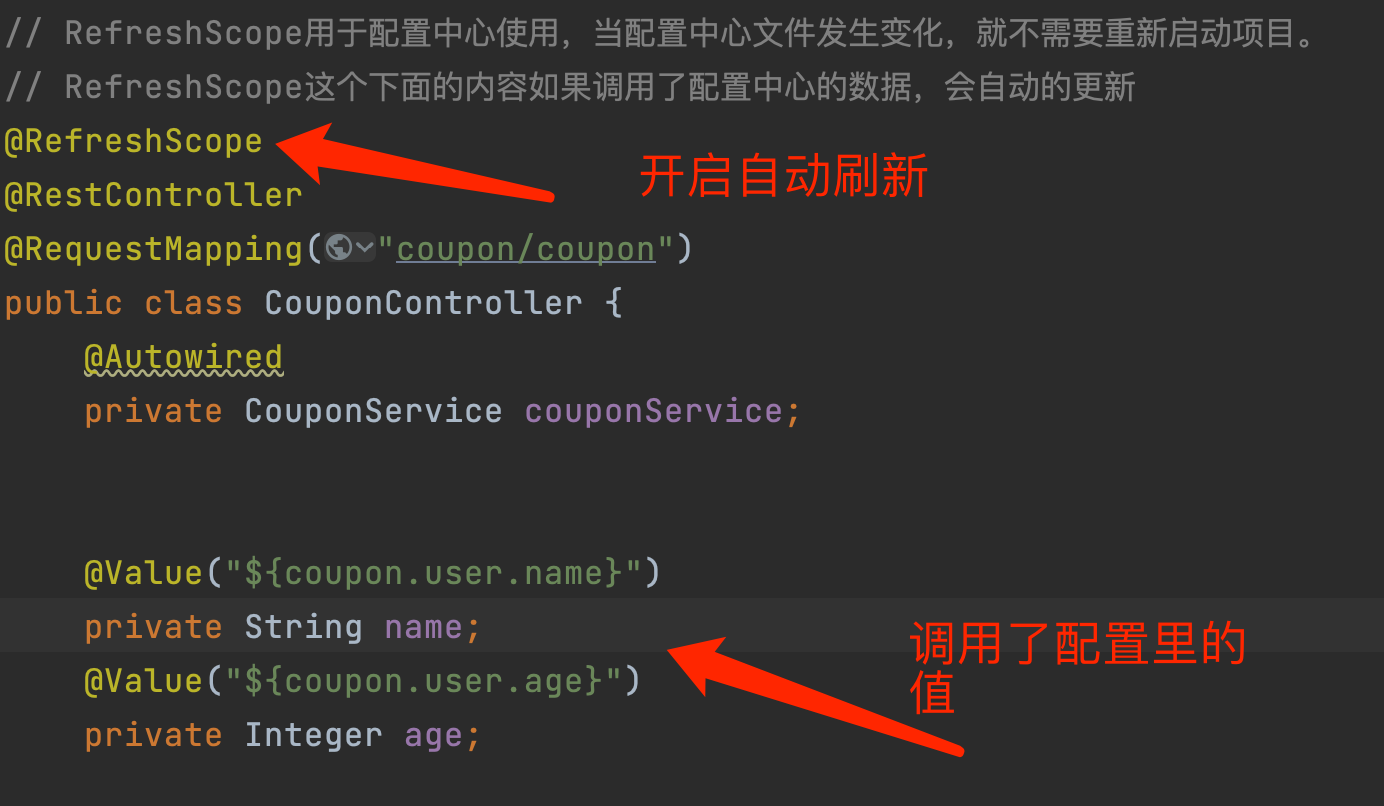 // RefreshScope用于配置中心使用，当配置中心文件发生变化，就不需要重新启动项目。
// RefreshScope这个下面的内容如果调用了配置中心的数据，会自动的更新
@RefreshScope
开启自动刷新
@RestController
@RequestMapping("coupon/coupon")
public class CouponController {
@Autowired
private CouponService couponService;
@Value("${coupon.user.name}")
private String name;
调用了配置里的
值
@Value("${coupon.user.age}")
private Integer age;